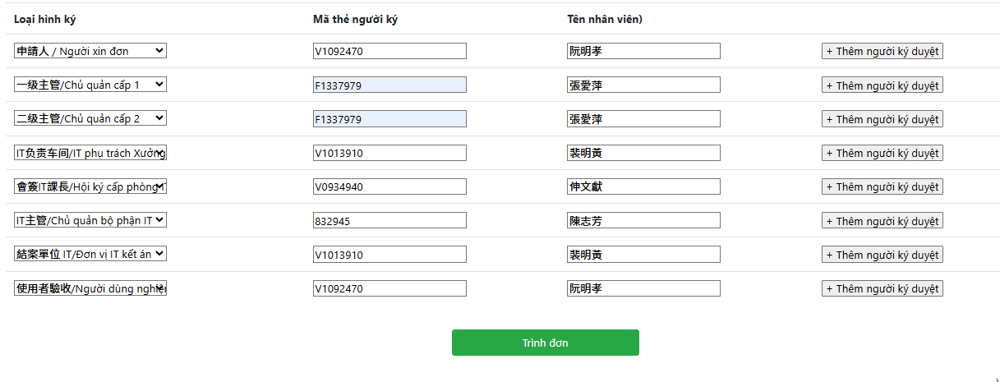 Loại hình ký Mã thẻ người ký Tên nhân viên)
申請人 / Người xin đơn V1092470 阮明孝 + Thêm người ký duyệt
一级主管/Chủ quản cấp 1 F1337979 張愛萍 + Thêm người ký duyệt
二级主管/Chủ quản cấp 2 F1337979 張愛萍 + Thêm người ký duyệt
IT负责车间/IT phụ trách Xưởng V1013910 裴明黃 + Thêm người ký duyệt
會簽IT課長/Hội ký cấp phòng IT V0934940 伸文獻 + Thêm người ký duyệt
IT主管/Chủ quản bộ phận IT 832945 陳志芳 + Thêm người ký duyệt
結案單位 IT/Đơn vị IT kết án V1013910 裴明黃 + Thêm người ký duyệt
使用者驗收/Người dùng nghiện V1092470 阮明孝 + Thêm người ký duyệt
Trình đơn